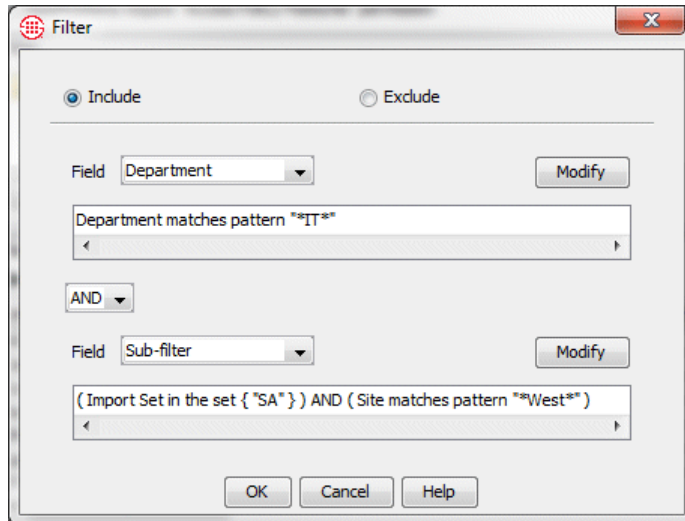 Filter
Include Exclude
Field Department Modify
Department matches pattern "*IT*"
AND
Field Sub-filter Modify
( Import Set in the set { "SA" } ) AND ( Site matches pattern "*West*" )
OK Cancel Help